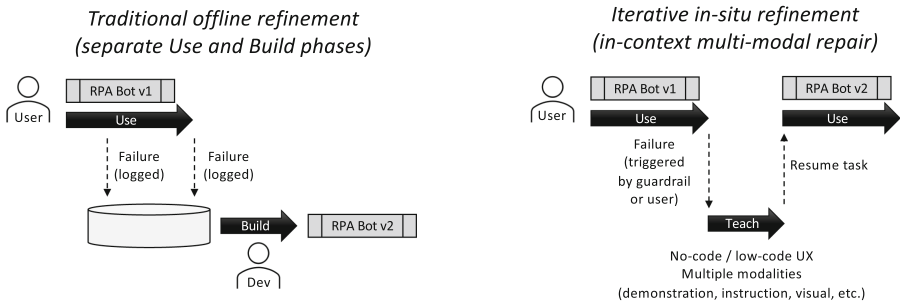 Traditional offline refinement
(separate Use and Build phases)
RPA Bot v1
User
Use
Failure
(logged)
Failure
(logged)
Build
RPA Bot v2
Dev
Iterative in-situ refinement
(in-context multi-modal repair)
RPA Bot v1
RPA Bot v2
User
Use
Use
Failure
(triggered
by guardrail
or user)
Resume task
Teach
No-code / low-code UX
Multiple modalities
(demonstration, instruction, visual, etc.)